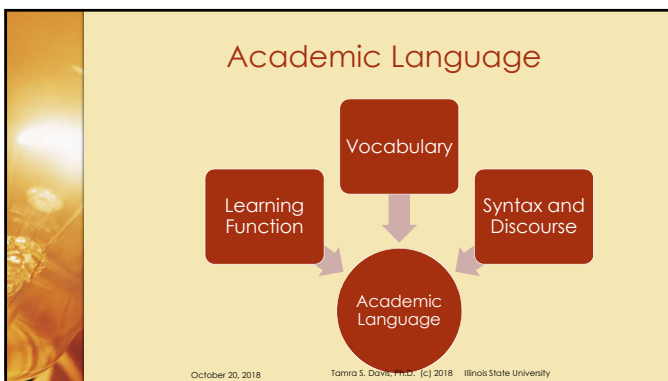 Academic Language
Vocabulary
Learning
Function
Syntax and
Discourse
Academic
Language
October 20, 2018
Tamra S. Davis, Ph.D. (c) 2018 Illinois State University